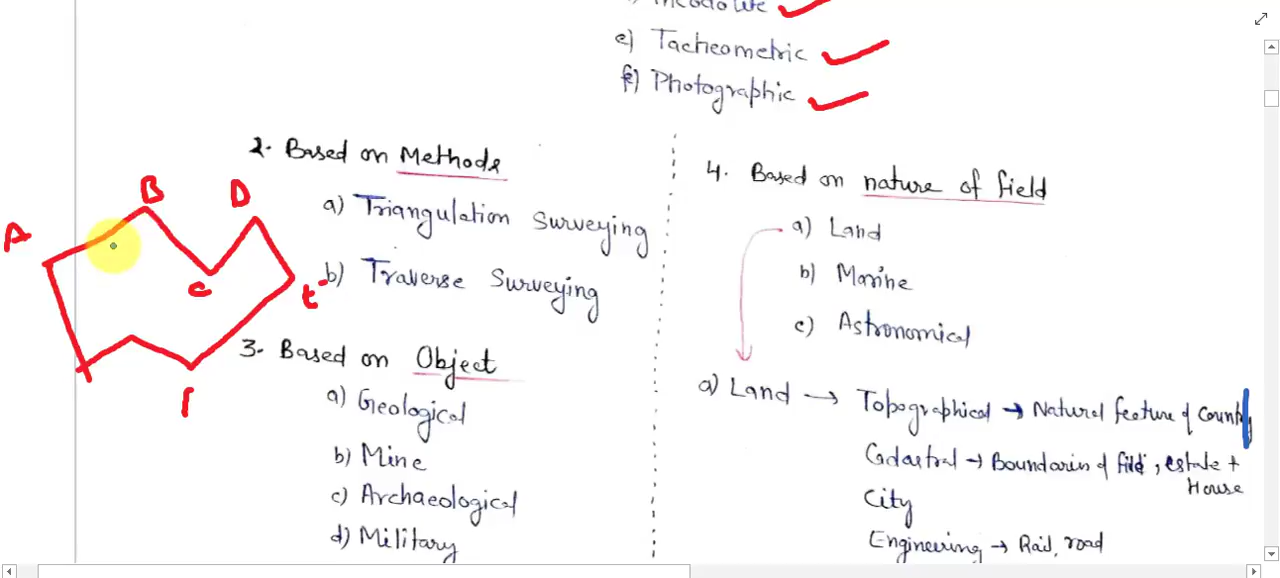 e) Tacheometric
f) Photographic
2. Based on Methods
a) Triangulation Surveying
b) Traverse Surveying
3. Based on Object
a) Geological
b) Mine
c) Archaeological
d) Military
A
B
C
D
4. Based on nature of field
a) Land
b) Marine
c) Astronomical
a) Land → Topographical → Natural feature of Country
Cadastral → Boundaries of field, estate +
House
City
Engineering → Rail, road